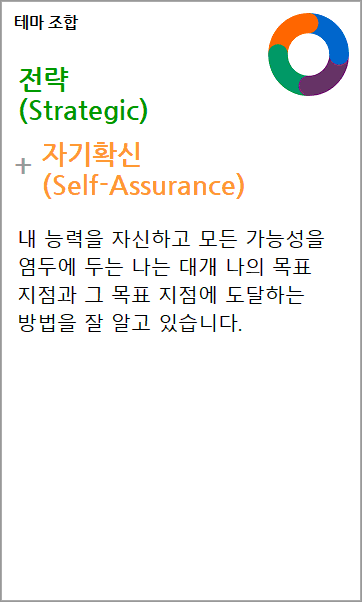 테마 조합
전략
(Strategic)
+ 자기확신
(Self-Assurance)
내 능력을 자신하고 모든 가능성을
염두에 두는 나는 대개 나의 목표
지점과 그 목표 지점에 도달하는
방법을 잘 알고 있습니다.